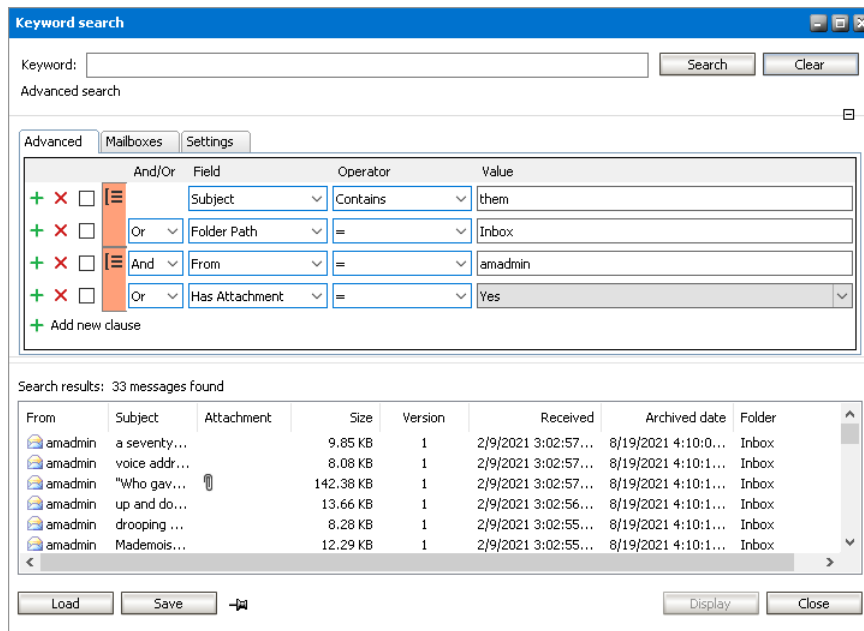 Keyword search
Keyword: Search Clear
Advanced search
Advanced Mailboxes Settings
And/Or Field Operator Value
Subject Contains them
Or Folder Path = Inbox
And From = amadmin
Or Has Attachment = Yes
Add new clause
Search results: 33 messages found
From Subject Attachment Size Version Received Archived date Folder
amadmin a seventy... 9.85 KB 1 2/9/2021 3:02:57... 8/19/2021 4:10:0... Inbox
amadmin voice addr... 8.08 KB 1 2/9/2021 3:02:57... 8/19/2021 4:10:1... Inbox
amadmin "Who gav... 142.38 KB 1 2/9/2021 3:02:57... 8/19/2021 4:10:1... Inbox
amadmin up and do... 13.66 KB 1 2/9/2021 3:02:56... 8/19/2021 4:10:1... Inbox
amadmin drooping ... 8.28 KB 1 2/9/2021 3:02:55... 8/19/2021 4:10:1... Inbox
amadmin Mademois... 12.29 KB 1 2/9/2021 3:02:55... 8/19/2021 4:10:1... Inbox
Load Save Display Close